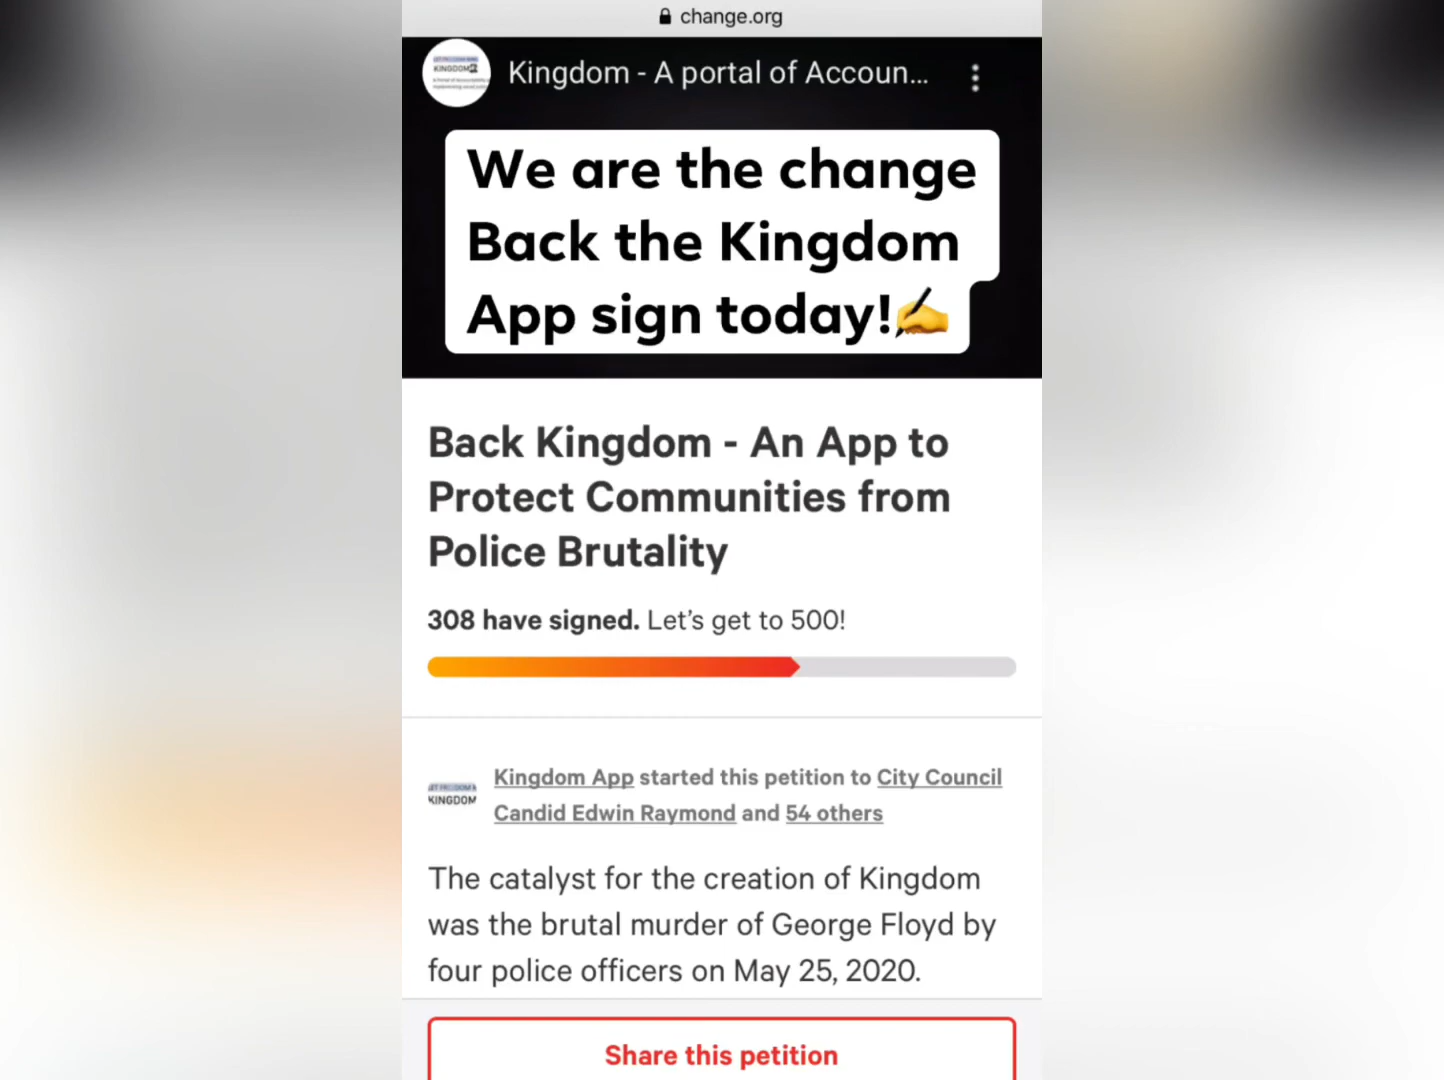 change.org
KINGDOM
Kingdom - A portal of Accoun...
We are the change
Back the Kingdom
App sign today!✍
Back Kingdom - An App to
Protect Communities from
Police Brutality
308 have signed. Let's get to 500!
Kingdom App started this petition to City Council
Candid Edwin Raymond and 54 others
KINGDOM
The catalyst for the creation of Kingdom
was the brutal murder of George Floyd by
four police officers on May 25, 2020.
Share this petition